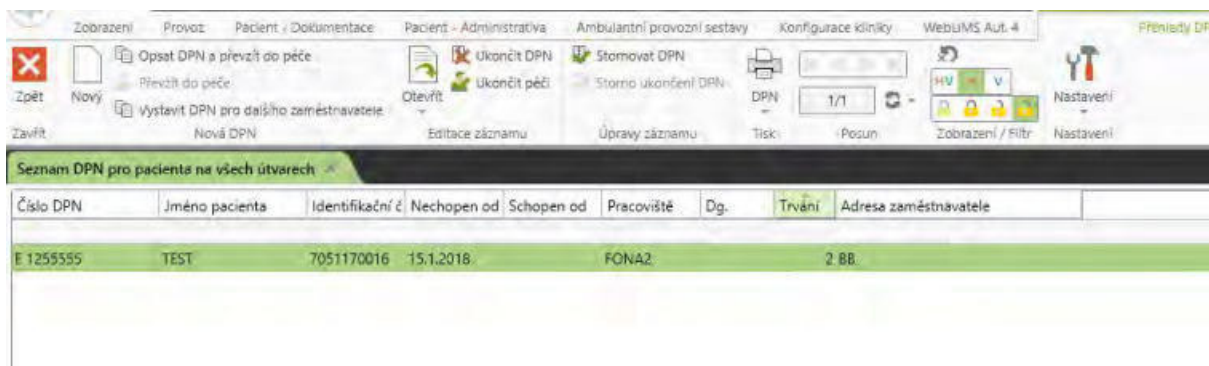 Zobrazení Provoz Pacient - Dokumentace Pacient - Administrativa Ambulantní provozní sestavy Konfigurace kliniky WebUMS Aut. 4 Přehledy DP
Opsat DPN a převzít do péče Ukončit DPN Stornovat DPN
Převzít do péče Ukončit péči Storno ukončení DPN HV V
Zpět Nový Otevřít DPN 1/1 Nastavení
Vystavit DPN pro dalšího zaměstnavatele
Zavřít Nová DPN Editace záznamu Úpravy záznamu Tisk Posun Zobrazení / Filtr Nastavení
Seznam DPN pro pacienta na všech útvarech
Číslo DPN Jméno pacienta Identifikační č Nechopen od Schopen od Pracoviště Dg. Trvání Adresa zaměstnavatele
E 1255555 TEST 7051170016 15.1.2018 FONA2 2 BB